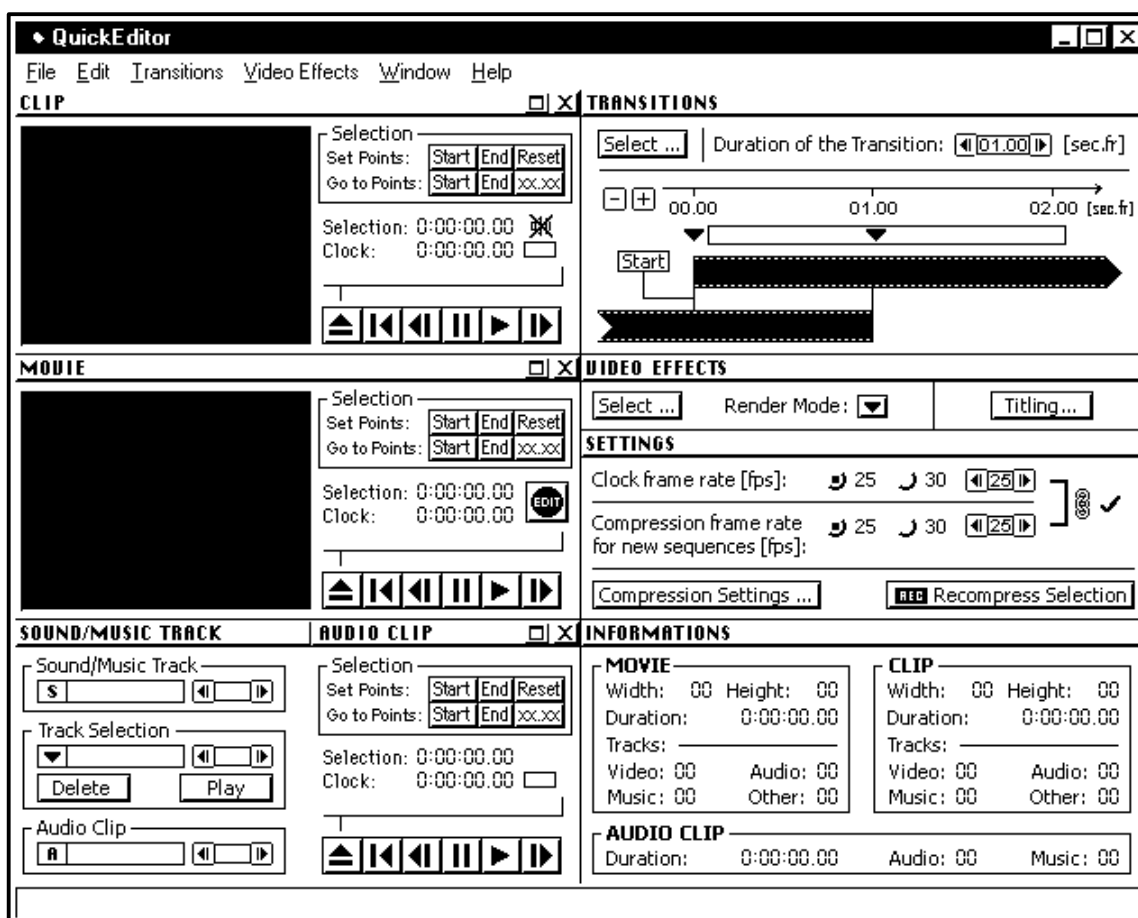 QuickEditor
File Edit Transitions Video Effects Window Help
CLIP
Selection
Set Points: Start End Reset
Go to Points: Start End xx.xx
Selection: 0:00:00.00
Clock: 0:00:00.00
TRANSITIONS
Select ... Duration of the Transition: 01.00 [sec.fr]
00.00 01.00 02.00 [sec.fr]
Start
MOVIE
Selection
Set Points: Start End Reset
Go to Points: Start End xx.xx
Selection: 0:00:00.00
Clock: 0:00:00.00
EDIT
VIDEO EFFECTS
Select ... Render Mode: Titling ...
SETTINGS
Clock frame rate [fps]: 25 30 25
Compression frame rate
for new sequences [fps]: 25 30 25
Compression Settings ... REC Recompress Selection
SOUND/MUSIC TRACK
Sound/Music Track
S
Track Selection
Delete Play
Audio Clip
A
AUDIO CLIP
Selection
Set Points: Start End Reset
Go to Points: Start End xx.xx
Selection: 0:00:00.00
Clock: 0:00:00.00
INFORMATIONS
MOVIE
Width: 00 Height: 00
Duration: 0:00:00.00
Tracks:
Video: 00 Audio: 00
Music: 00 Other: 00
CLIP
Width: 00 Height: 00
Duration: 0:00:00.00
Tracks:
Video: 00 Audio: 00
Music: 00 Other: 00
AUDIO CLIP
Duration: 0:00:00.00 Audio: 00 Music: 00